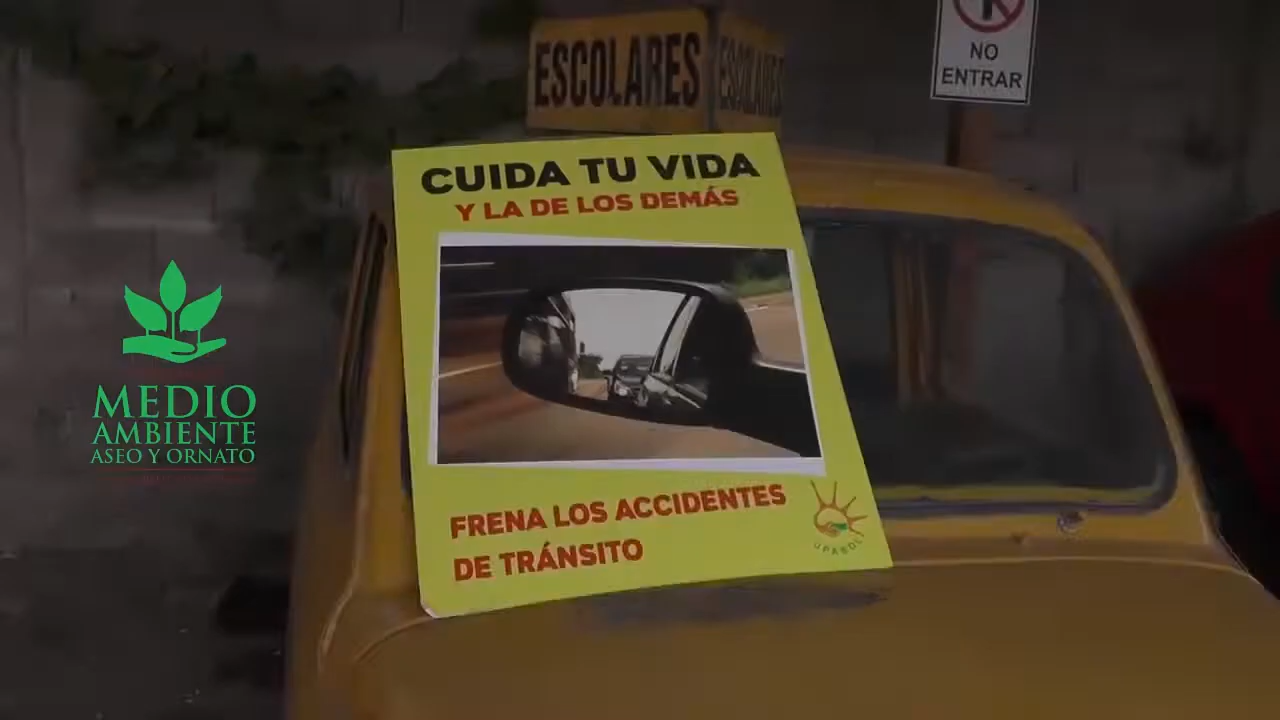 ESCOLARES
ESCOLARES
NO
ENTRAR
CUIDA TU VIDA
Y LA DE LOS DEMÁS
MEDIO
AMBIENTE
ASEO Y ORNATO
FRENA LOS ACCIDENTES
DE TRÁNSITO
UPABOL